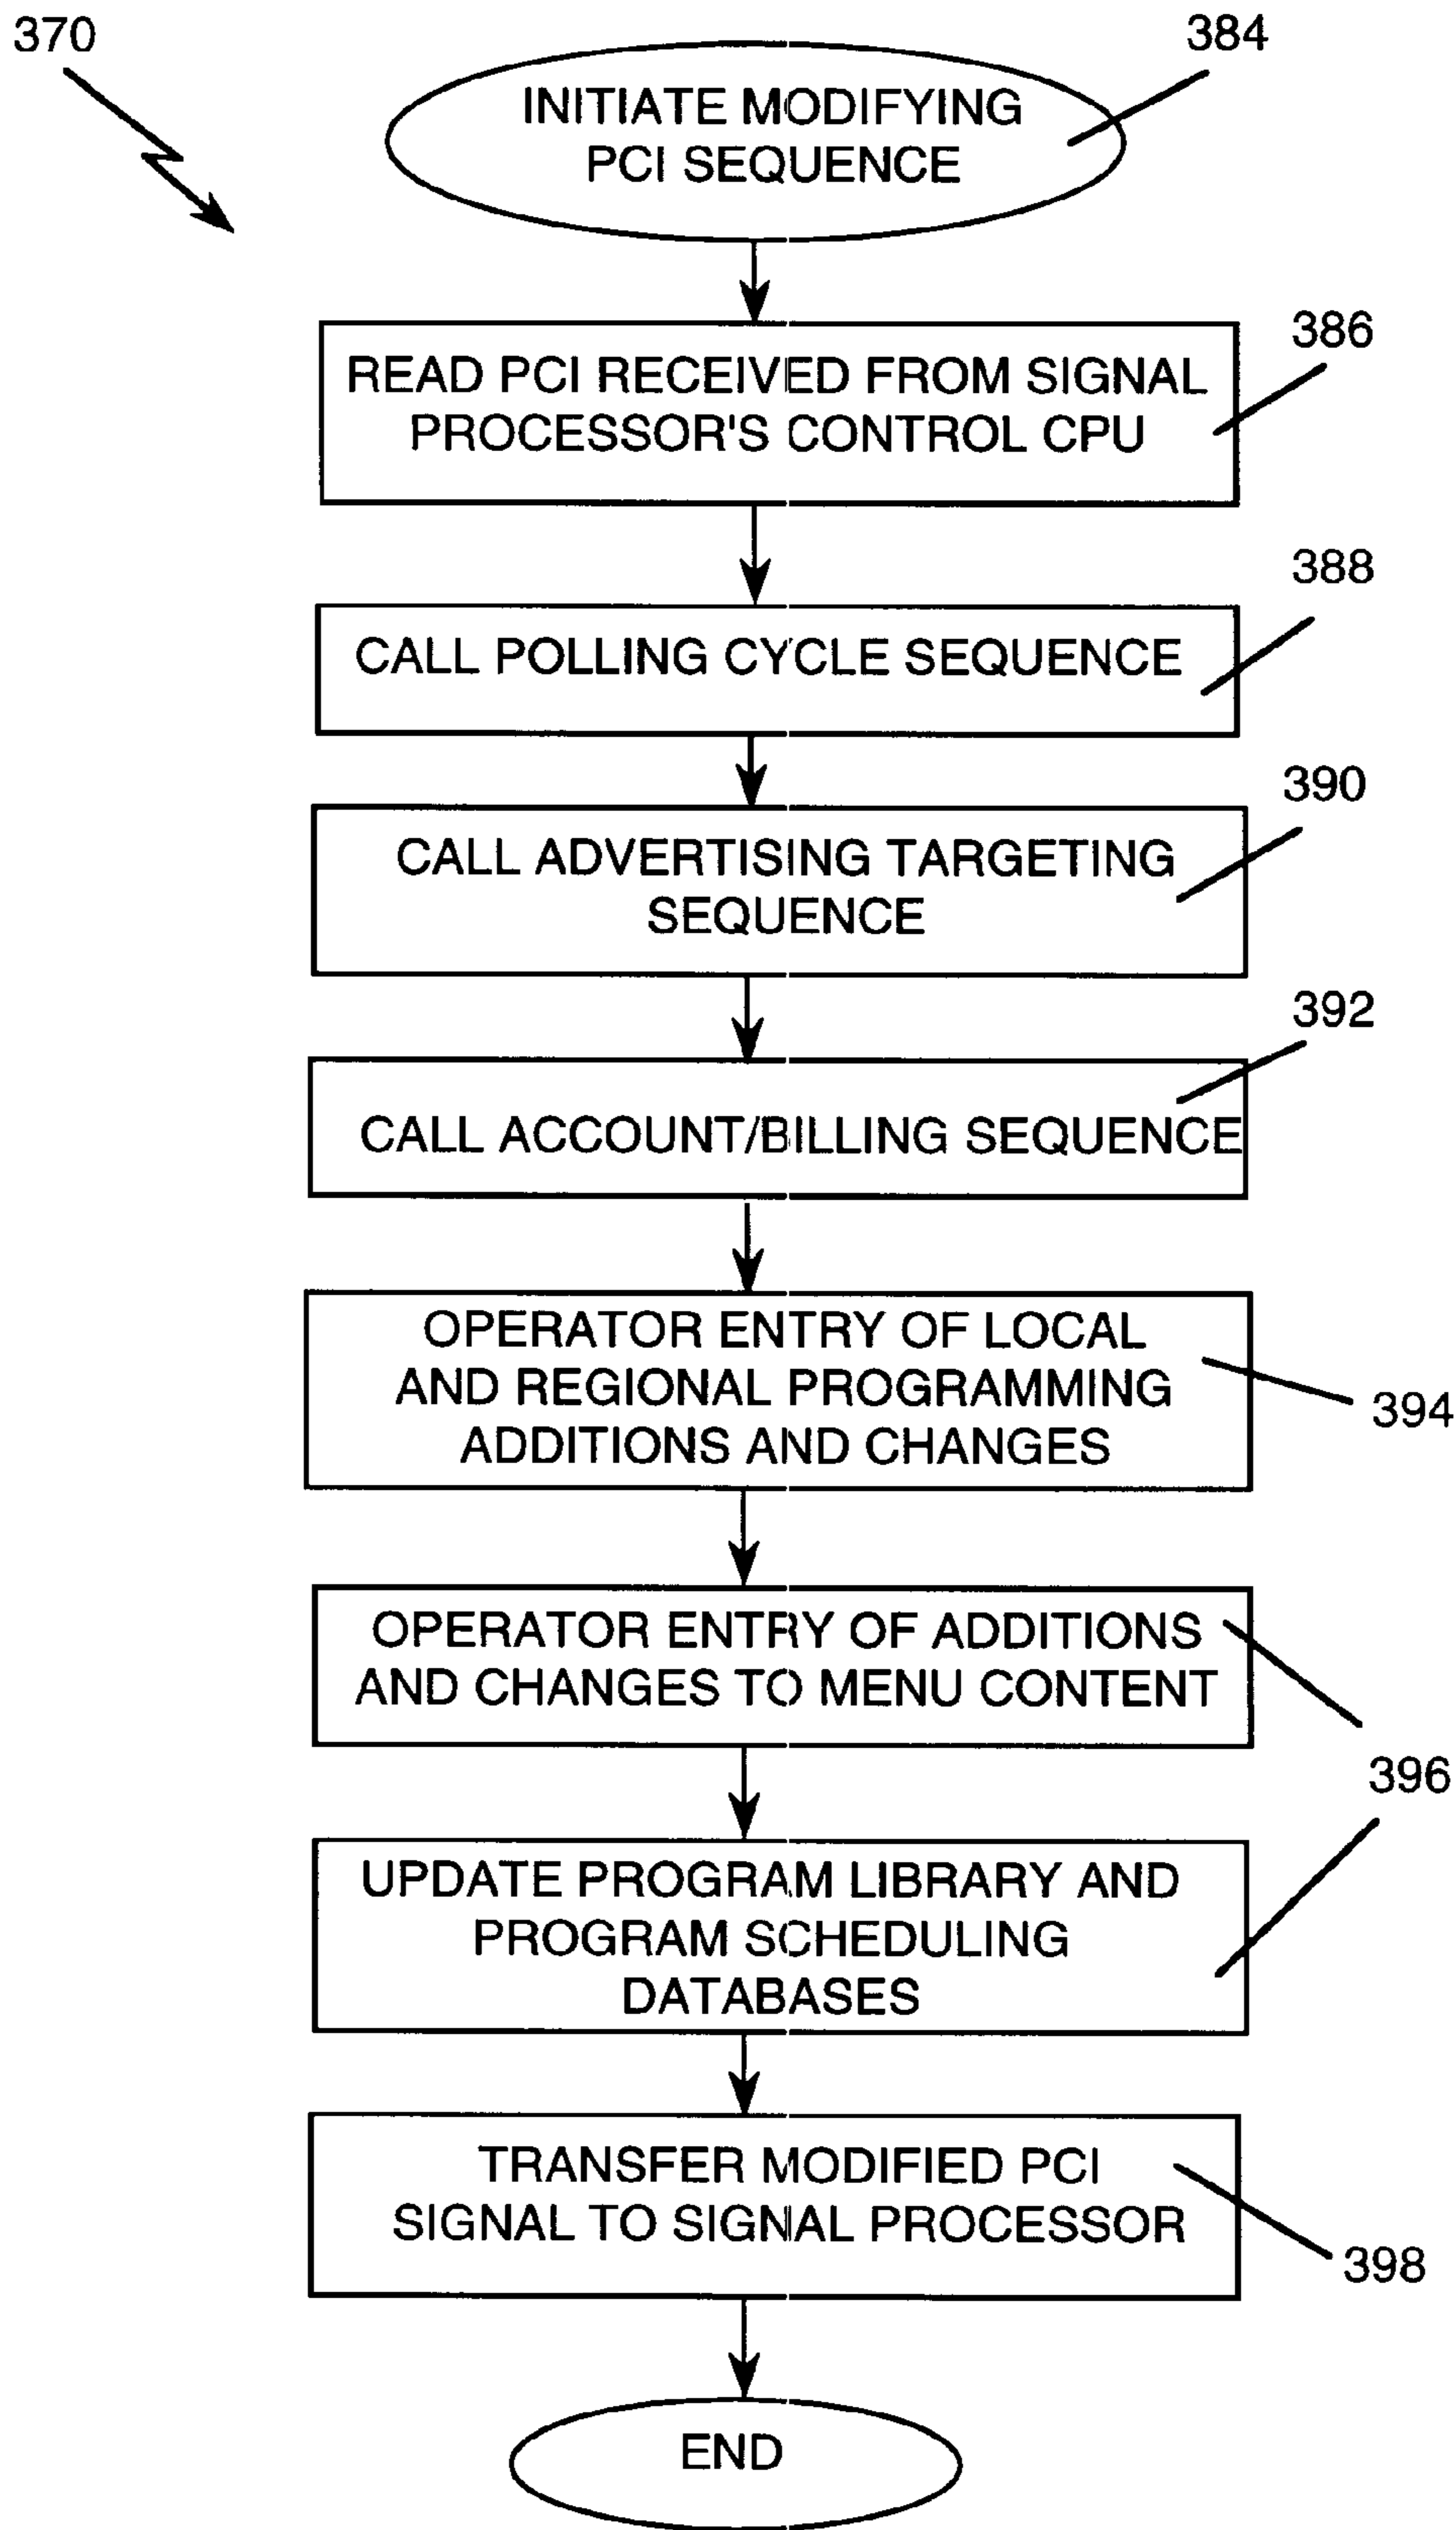 370
384
INITIATE MODIFYING
PCI SEQUENCE
386
READ PCI RECEIVED FROM SIGNAL
PROCESSOR'S CONTROL CPU
388
CALL POLLING CYCLE SEQUENCE
390
CALL ADVERTISING TARGETING
SEQUENCE
392
CALL ACCOUNT/BILLING SEQUENCE
OPERATOR ENTRY OF LOCAL
AND REGIONAL PROGRAMMING
ADDITIONS AND CHANGES
394
OPERATOR ENTRY OF ADDITIONS
AND CHANGES TO MENU CONTENT
396
UPDATE PROGRAM LIBRARY AND
PROGRAM SCHEDULING
DATABASES
TRANSFER MODIFIED PCI
SIGNAL TO SIGNAL PROCESSOR
398
END